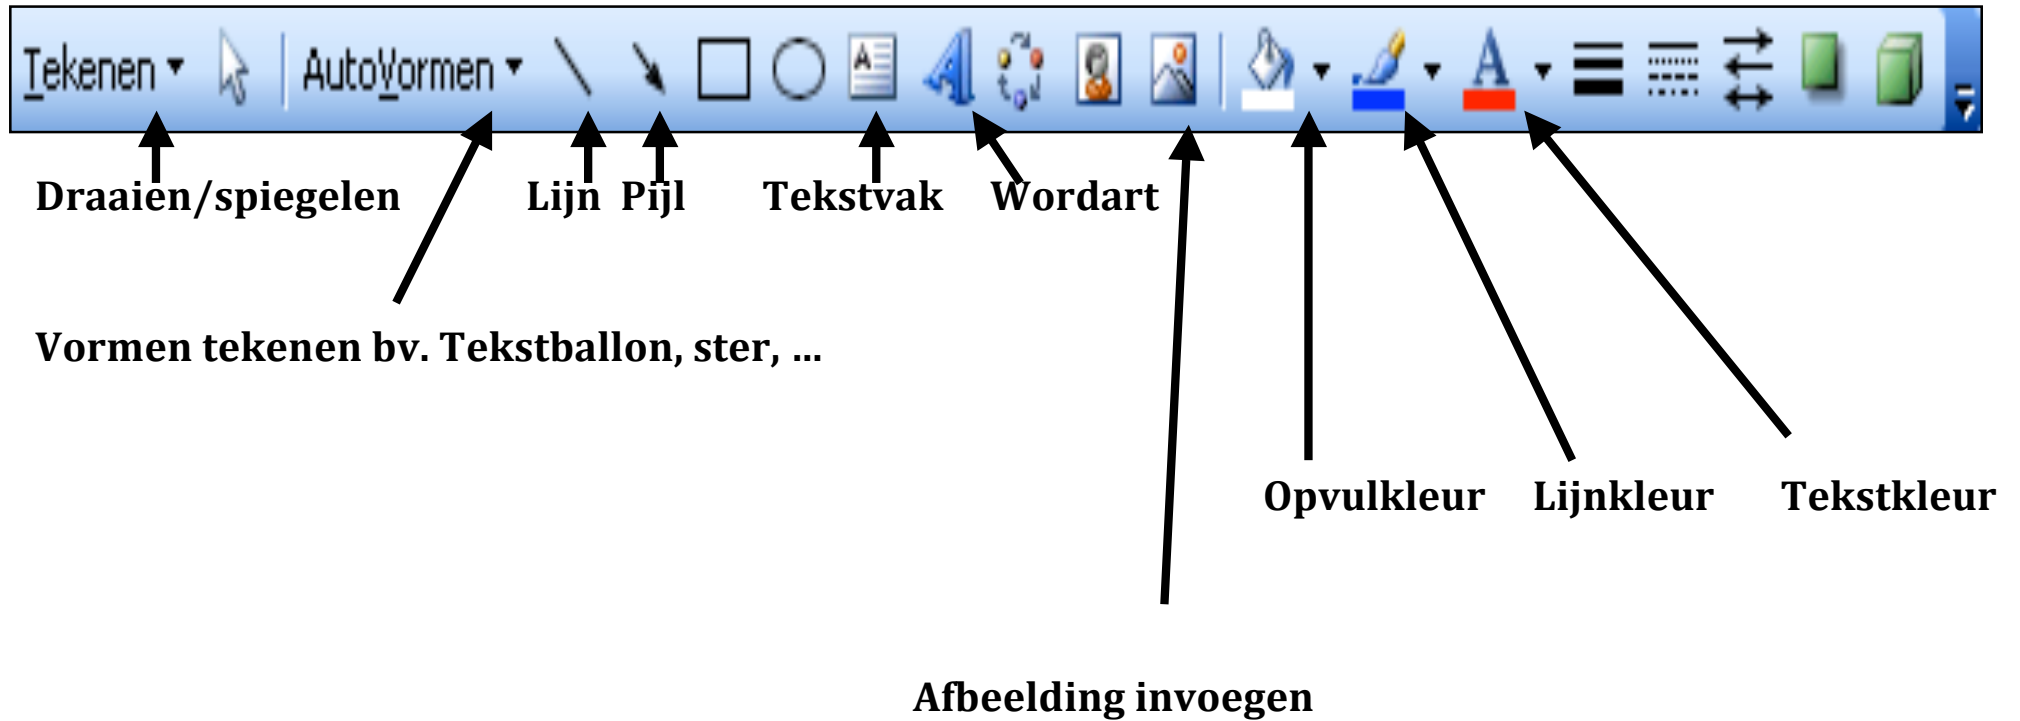 Tekenen AutoVormen A A A
Draaien/spiegelen Lijn Pijl Tekstvak Wordart
Vormen tekenen bv. Tekstballon, ster, ...
Opvulkleur Lijnkleur Tekstkleur
Afbeelding invoegen